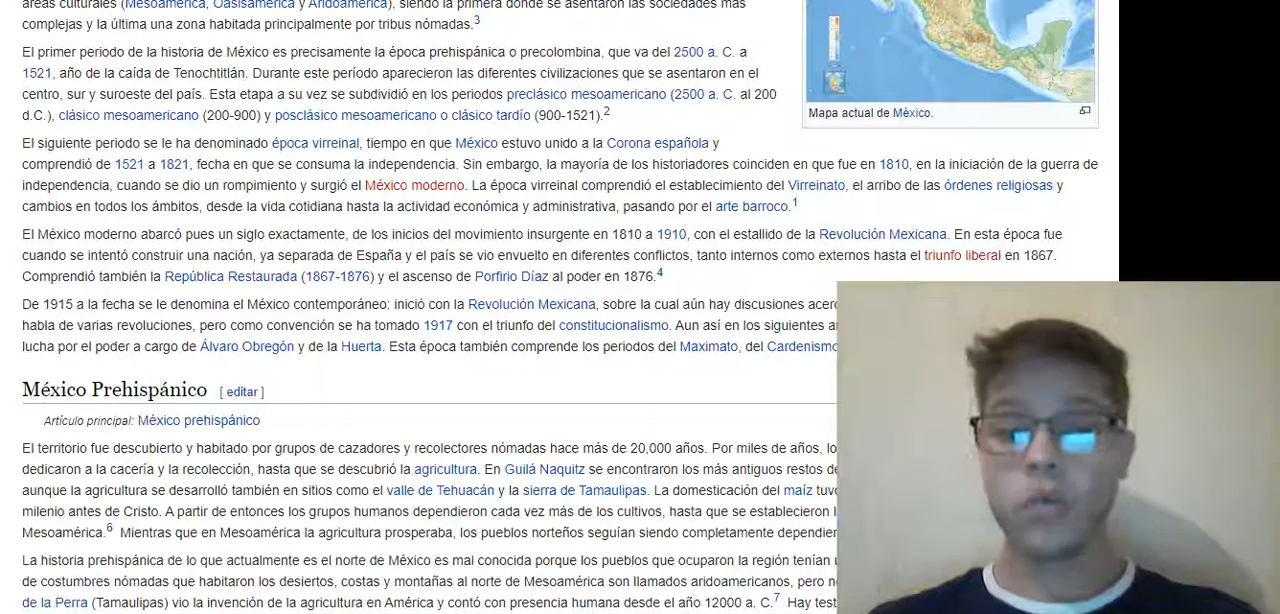 áreas culturales (Mesoamérica, Oasisamérica y Aridoamérica), siendo la primera donde se asentaron las sociedades más
complejas y la última una zona habitada principalmente por tribus nómadas.3
El primer periodo de la historia de México es precisamente la época prehispánica o precolombina, que va del 2500 a. C. a
1521, año de la caída de Tenochtitlán. Durante este período aparecieron las diferentes civilizaciones que se asentaron en el
centro, sur y suroeste del país. Esta etapa a su vez se subdividió en los periodos preclásico mesoamericano (2500 a. C. al 200
d.C.), clásico mesoamericano (200-900) y posclásico mesoamericano o clásico tardío (900-1521).2
Mapa actual de México.
El siguiente periodo se le ha denominado época virreinal, tiempo en que México estuvo unido a la Corona española y
comprendió de 1521 a 1821, fecha en que se consuma la independencia. Sin embargo, la mayoría de los historiadores coinciden en que fue en 1810, en la iniciación de la guerra de
independencia, cuando se dio un rompimiento y surgió el México moderno. La época virreinal comprendió el establecimiento del Virreinato, el arribo de las órdenes religiosas y
cambios en todos los ámbitos, desde la vida cotidiana hasta la actividad económica y administrativa, pasando por el arte barroco.1
El México moderno abarcó pues un siglo exactamente, de los inicios del movimiento insurgente en 1810 a 1910, con el estallido de la Revolución Mexicana. En esta época fue
cuando se intentó construir una nación, ya separada de España y el país se vio envuelto en diferentes conflictos, tanto internos como externos hasta el triunfo liberal en 1867.
Comprendió también la República Restaurada (1867-1876) y el ascenso de Porfirio Díaz al poder en 1876.4
De 1915 a la fecha se le denomina el México contemporáneo: inició con la Revolución Mexicana, sobre la cual aún hay discusiones acerc
habla de varias revoluciones, pero como convención se ha tomado 1917 con el triunfo del constitucionalismo. Aun así en los siguientes a
lucha por el poder a cargo de Álvaro Obregón y de la Huerta. Esta época también comprende los periodos del Maximato, del Cardenismo
México Prehispánico [ editar ]
Artículo principal: México prehispánico
El territorio fue descubierto y habitado por grupos de cazadores y recolectores nómadas hace más de 20,000 años. Por miles de años, lo
dedicaron a la cacería y la recolección, hasta que se descubrió la agricultura. En Guilá Naquitz se encontraron los más antiguos restos de
aunque la agricultura se desarrolló también en sitios como el valle de Tehuacán y la sierra de Tamaulipas. La domesticación del maíz tuvo
milenio antes de Cristo. A partir de entonces los grupos humanos dependieron cada vez más de los cultivos, hasta que se establecieron l
Mesoamérica.6 Mientras que en Mesoamérica la agricultura prosperaba, los pueblos norteños seguían siendo completamente dependier
La historia prehispánica de lo que actualmente es el norte de México es mal conocida porque los pueblos que ocuparon la región tenían u
de costumbres nómadas que habitaron los desiertos, costas y montañas al norte de Mesoamérica son llamados aridoamericanos, pero n
de la Perra (Tamaulipas) vio la invención de la agricultura en América y contó con presencia humana desde el año 12000 a. C.7 Hay test